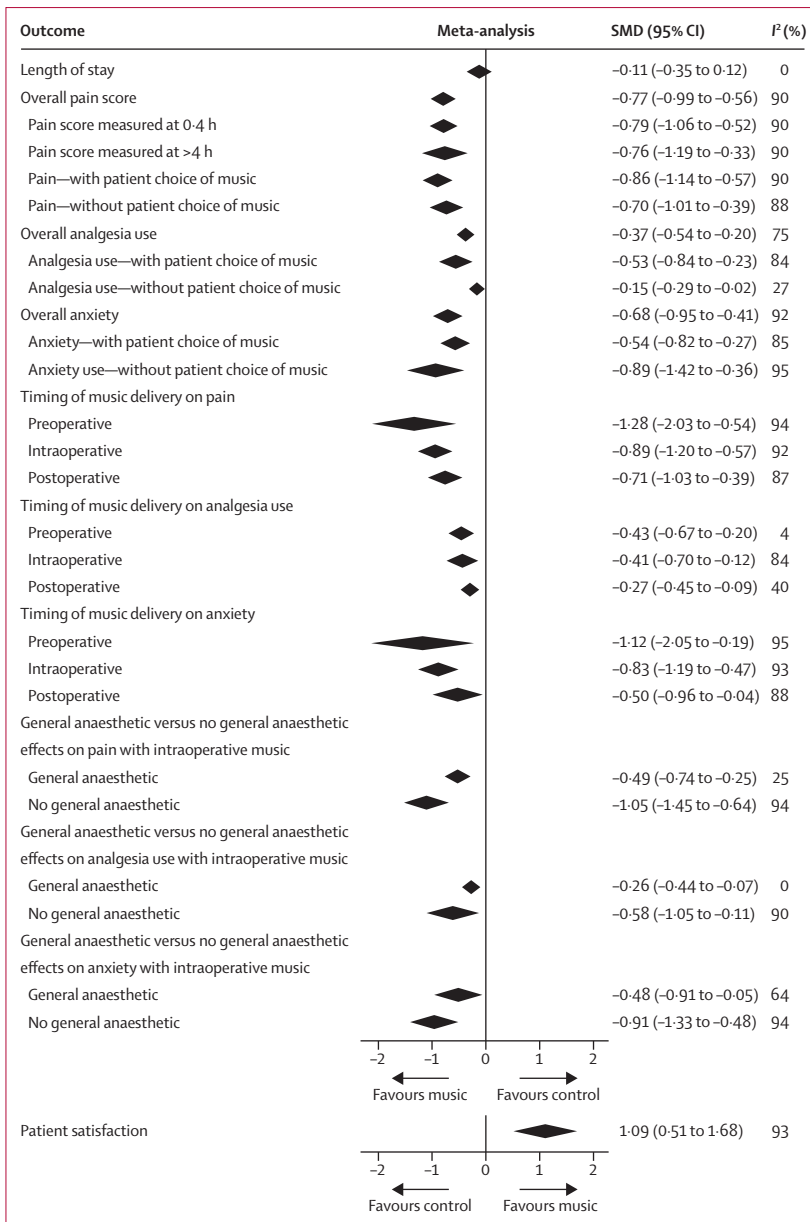 Outcome Meta-analysis SMD (95% CI) I² (%)
Length of stay –0·11 (–0·35 to 0·12) 0
Overall pain score –0·77 (–0·99 to –0·56) 90
Pain score measured at 0·4 h –0·79 (–1·06 to –0·52) 90
Pain score measured at >4 h –0·76 (–1·19 to –0·33) 90
Pain—with patient choice of music –0·86 (–1·14 to –0·57) 90
Pain—without patient choice of music –0·70 (–1·01 to –0·39) 88
Overall analgesia use –0·37 (–0·54 to –0·20) 75
Analgesia use—with patient choice of music –0·53 (–0·84 to –0·23) 84
Analgesia use—without patient choice of music –0·15 (–0·29 to –0·02) 27
Overall anxiety –0·68 (–0·95 to –0·41) 92
Anxiety—with patient choice of music –0·54 (–0·82 to –0·27) 85
Anxiety use—without patient choice of music –0·89 (–1·42 to –0·36) 95
Timing of music delivery on pain
Preoperative –1·28 (–2·03 to –0·54) 94
Intraoperative –0·89 (–1·20 to –0·57) 92
Postoperative –0·71 (–1·03 to –0·39) 87
Timing of music delivery on analgesia use
Preoperative –0·43 (–0·67 to –0·20) 4
Intraoperative –0·41 (–0·70 to –0·12) 84
Postoperative –0·27 (–0·45 to –0·09) 40
Timing of music delivery on anxiety
Preoperative –1·12 (–2·05 to –0·19) 95
Intraoperative –0·83 (–1·19 to –0·47) 93
Postoperative –0·50 (–0·96 to –0·04) 88
General anaesthetic versus no general anaesthetic
effects on pain with intraoperative music
General anaesthetic –0·49 (–0·74 to –0·25) 25
No general anaesthetic –1·05 (–1·45 to –0·64) 94
General anaesthetic versus no general anaesthetic
effects on analgesia use with intraoperative music
General anaesthetic –0·26 (–0·44 to –0·07) 0
No general anaesthetic –0·58 (–1·05 to –0·11) 90
General anaesthetic versus no general anaesthetic
effects on anxiety with intraoperative music
General anaesthetic –0·48 (–0·91 to –0·05) 64
No general anaesthetic –0·91 (–1·33 to –0·48) 94
–2 –1 0 1 2
Favours music Favours control
Patient satisfaction 1·09 (0·51 to 1·68) 93
–2 –1 0 1 2
Favours control Favours music